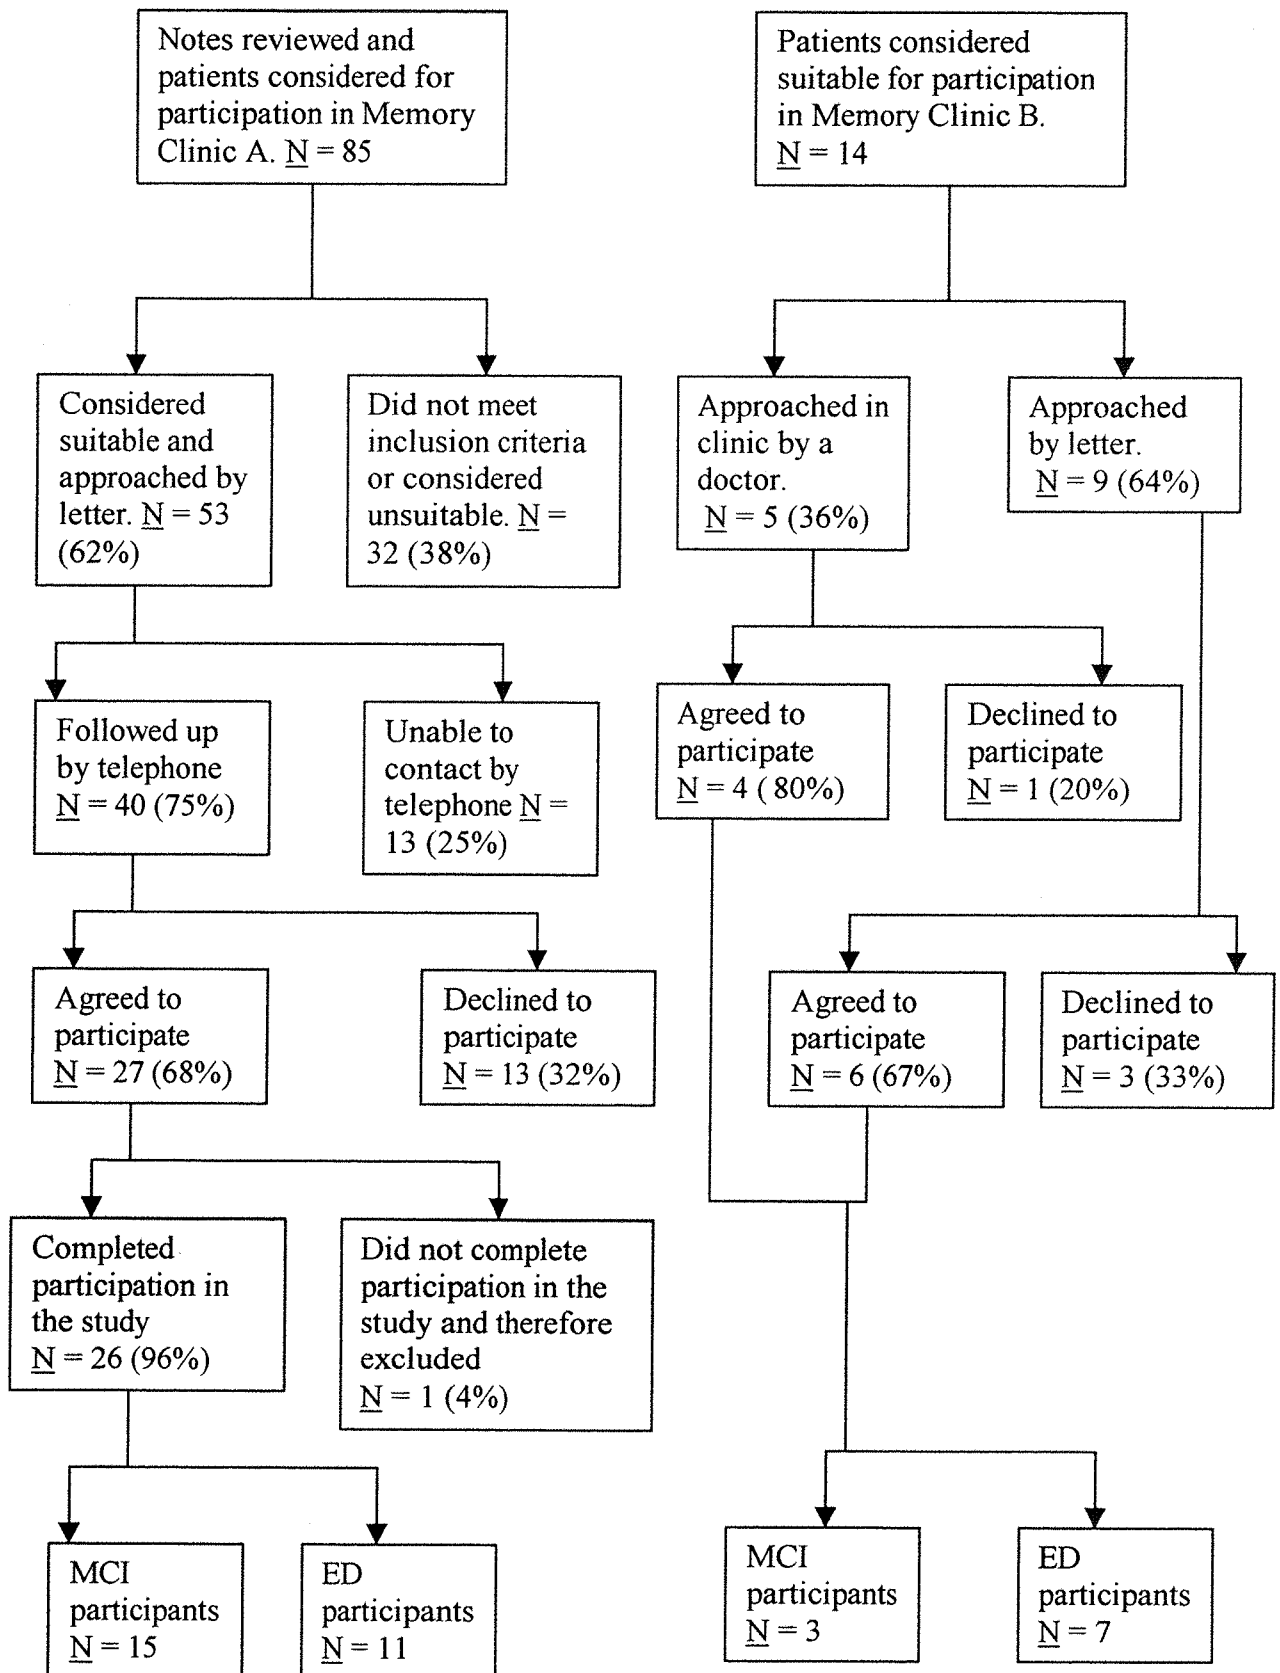 Notes reviewed and
patients considered for
participation in Memory
Clinic A. N = 85
Patients considered
suitable for participation
in Memory Clinic B.
N = 14
Considered
suitable and
approached by
letter. N = 53
(62%)
Did not meet
inclusion criteria
or considered
unsuitable. N =
32 (38%)
Approached in
clinic by a
doctor.
N = 5 (36%)
Approached
by letter.
N = 9 (64%)
Followed up
by telephone
N = 40 (75%)
Unable to
contact by
telephone N =
13 (25%)
Agreed to
participate
N = 4 ( 80%)
Declined to
participate
N = 1 (20%)
Agreed to
participate
N = 27 (68%)
Declined to
participate
N = 13 (32%)
Agreed to
participate
N = 6 (67%)
Declined to
participate
N = 3 (33%)
Completed
participation in
the study
N = 26 (96%)
Did not complete
participation in the
study and therefore
excluded
N = 1 (4%)
MCI
participants
N = 15
ED
participants
N = 11
MCI
participants
N = 3
ED
participants
N = 7